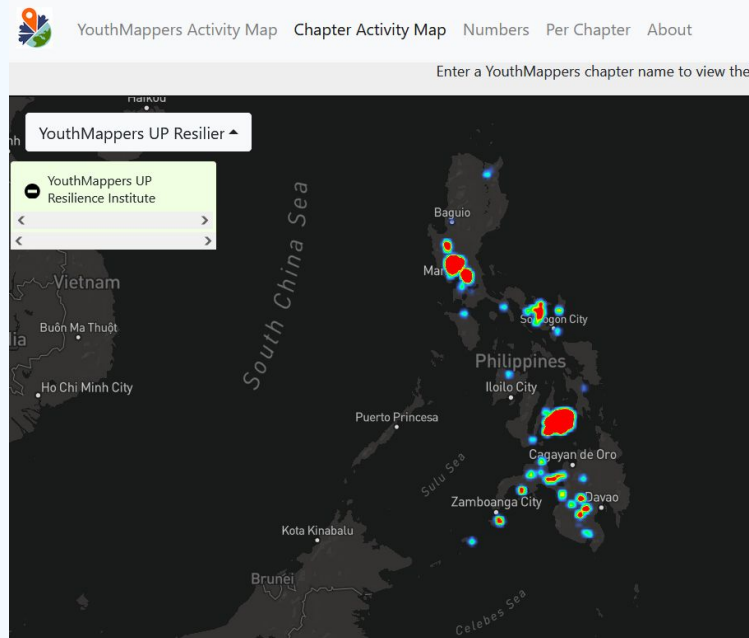 YouthMappers Activity Map Chapter Activity Map Numbers Per Chapter About
Enter a YouthMappers chapter name to view the
Haikou
YouthMappers UP Resilier
YouthMappers UP
Resilience Institute
South China Sea
Baguio
Vietnam
Buôn Ma Thuột
Ho Chi Minh City
Philippines
Iloilo City
Puerto Princesa
Cagayan de Oro
Sulu Sea
Zamboanga City
Davao
Kota Kinabalu
Brunei
Celebes Sea